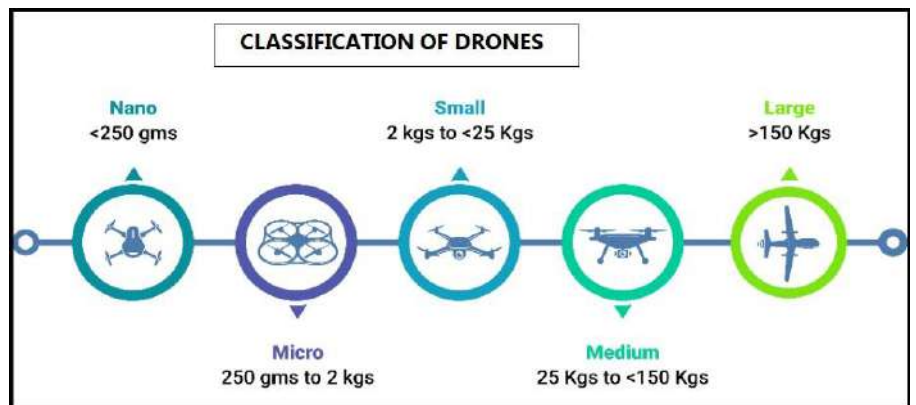 CLASSIFICATION OF DRONES
Nano
<250 gms
Small
2 kgs to <25 Kgs
Large
>150 Kgs
Micro
250 gms to 2 kgs
Medium
25 Kgs to <150 Kgs